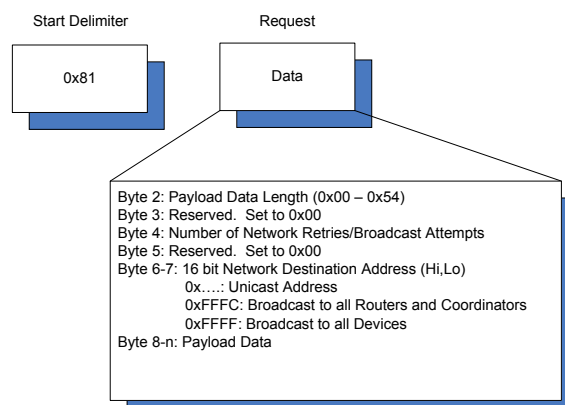 Start Delimiter
Request
0x81
Data
Byte 2: Payload Data Length (0x00 – 0x54)
Byte 3: Reserved. Set to 0x00
Byte 4: Number of Network Retries/Broadcast Attempts
Byte 5: Reserved. Set to 0x00
Byte 6-7: 16 bit Network Destination Address (Hi,Lo)
0x….: Unicast Address
0xFFFC: Broadcast to all Routers and Coordinators
0xFFFF: Broadcast to all Devices
Byte 8-n: Payload Data